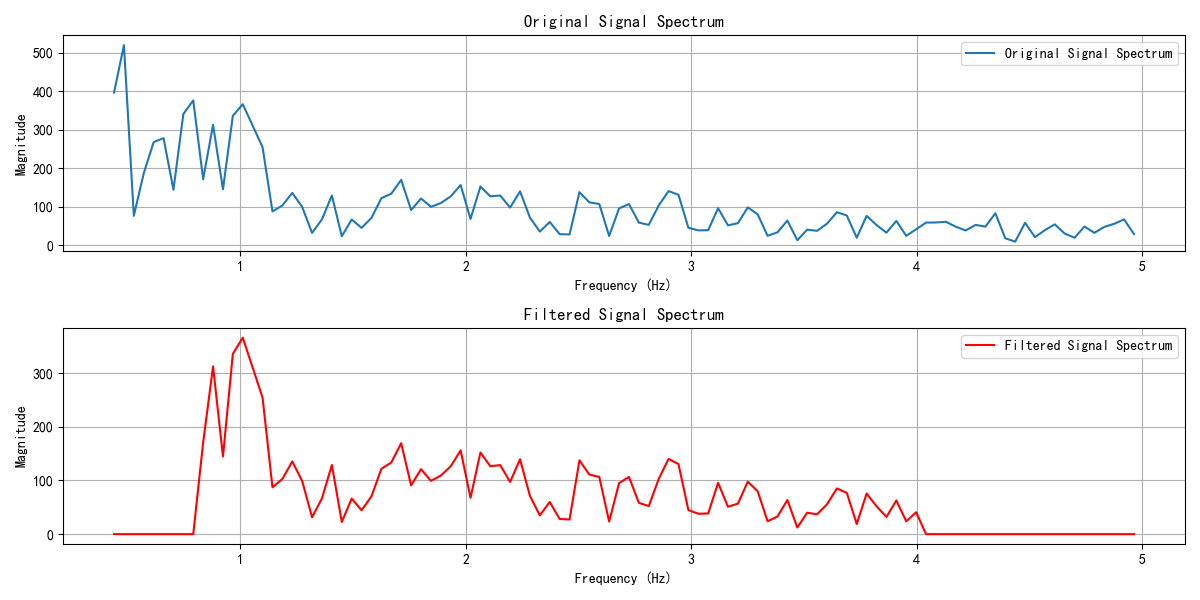 Original Signal Spectrum
Original Signal Spectrum
Magnitude
500
400
300
200
100
0
1
2
3
4
5
Frequency (Hz)
Filtered Signal Spectrum
Filtered Signal Spectrum
Magnitude
300
200
100
0
1
2
3
4
5
Frequency (Hz)